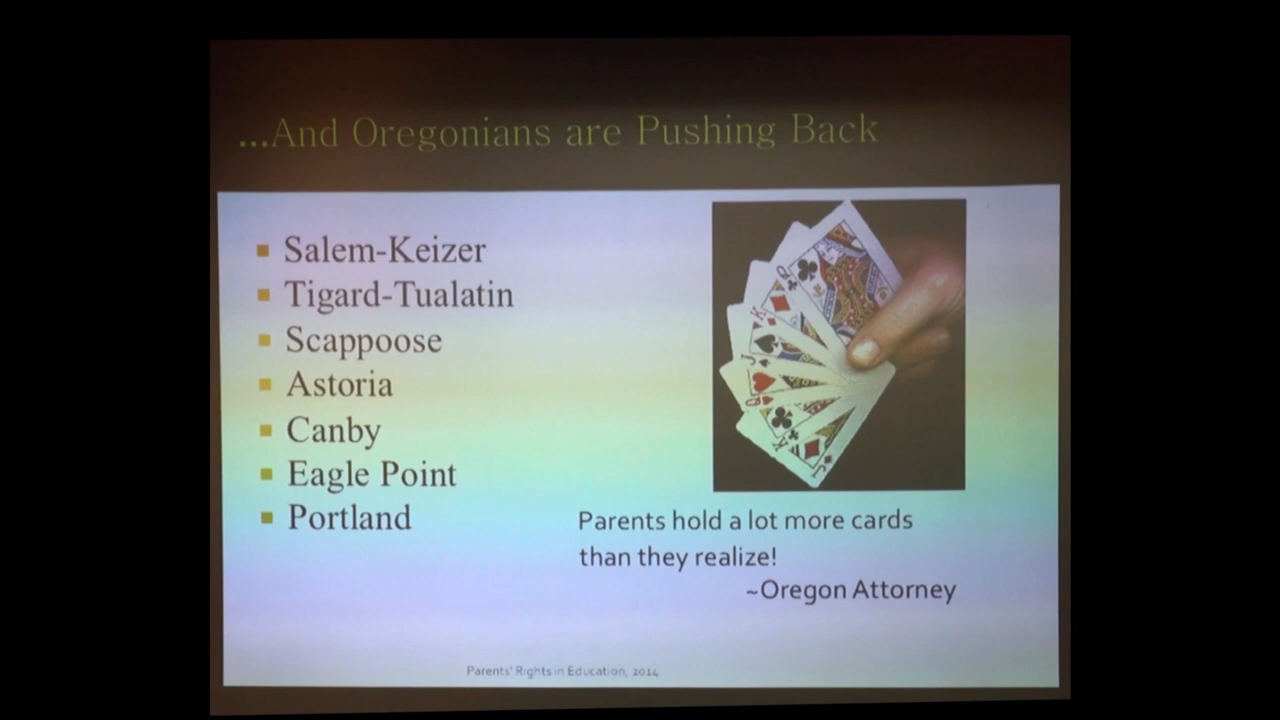 ...And Oregonians are Pushing Back
Salem-Keizer
Tigard-Tualatin
Scappoose
Astoria
Canby
Eagle Point
Portland
Parents hold a lot more cards
than they realize!
~Oregon Attorney
Parents' Rights in Education, 2014